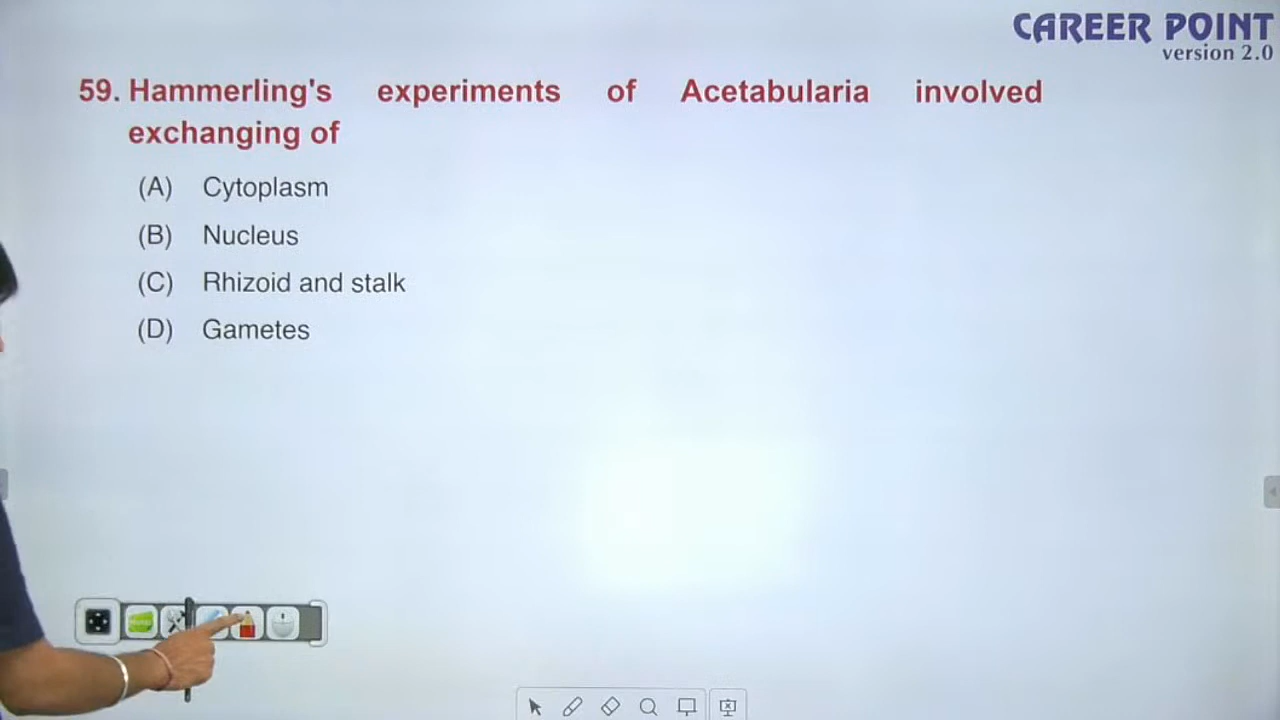 CAREER POINT
version 2.0
59. Hammerling's experiments of Acetabularia involved
exchanging of
(A) Cytoplasm
(B) Nucleus
(C) Rhizoid and stalk
(D) Gametes